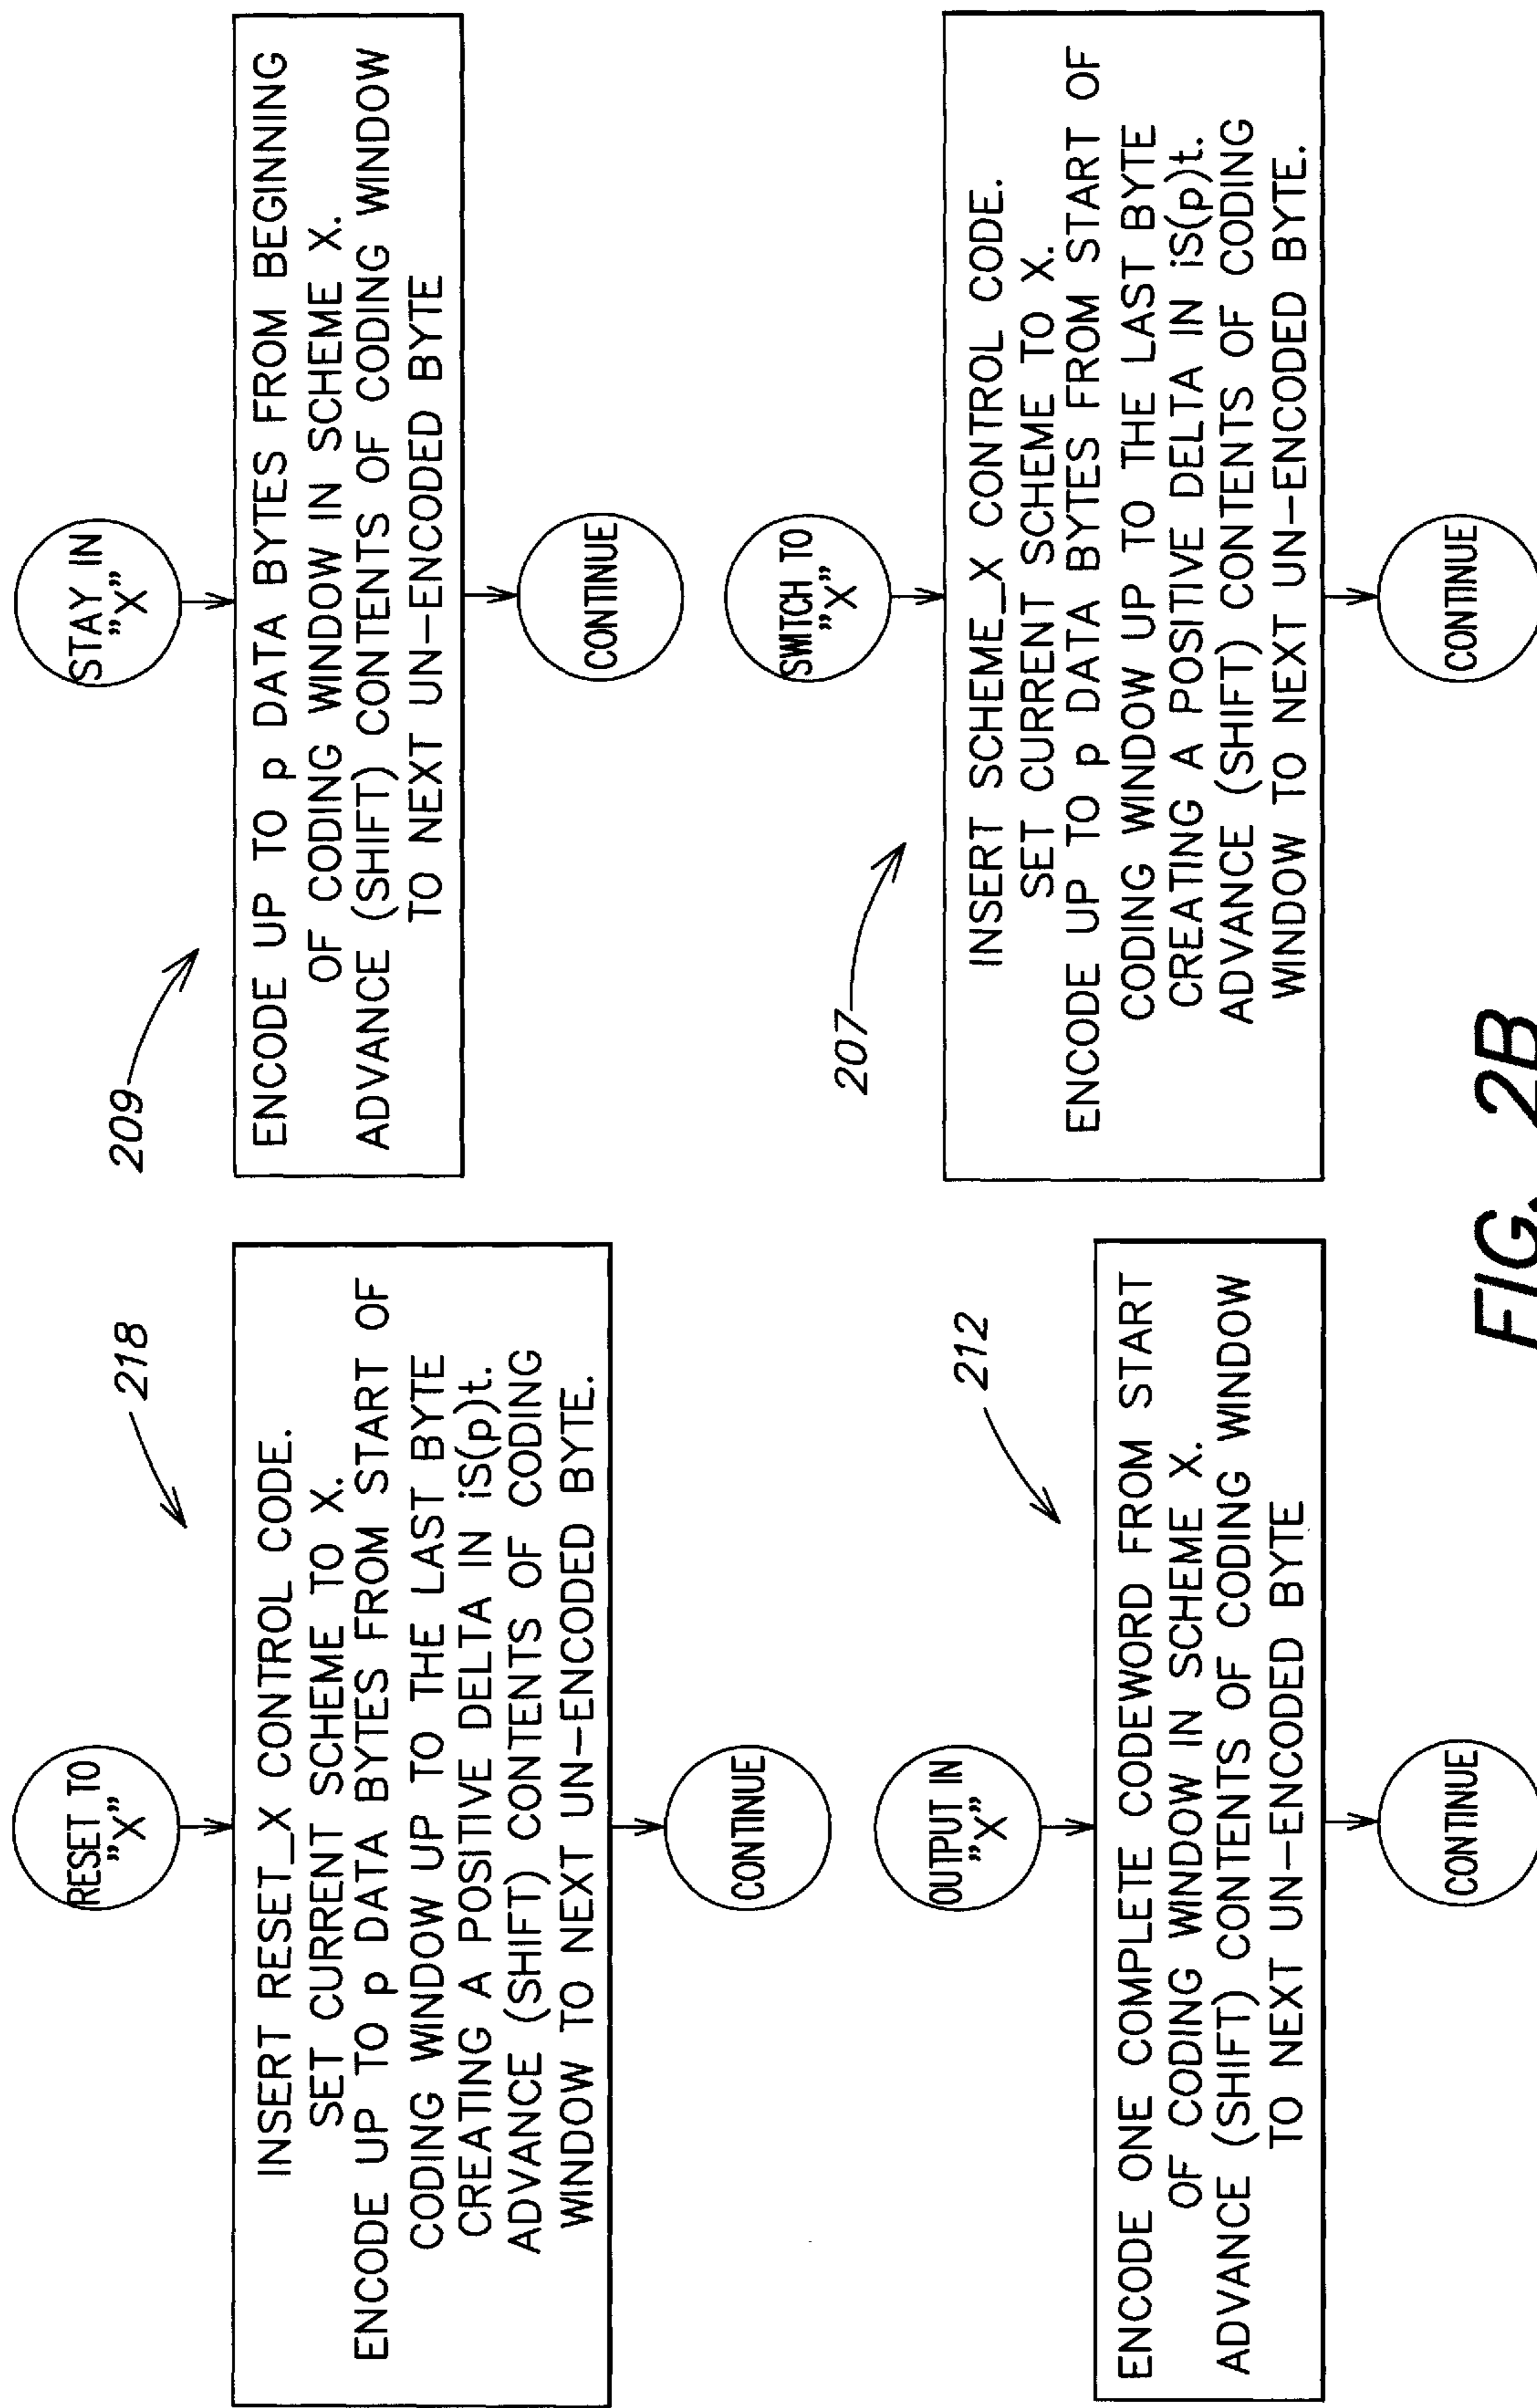 RESET TO
"X"
218
INSERT RESET_X CONTROL CODE.
SET CURRENT SCHEME TO X.
ENCODE UP TO p DATA BYTES FROM START OF
CODING WINDOW UP TO THE LAST BYTE
CREATING A POSITIVE DELTA IN iS(p)t.
ADVANCE (SHIFT) CONTENTS OF CODING
WINDOW TO NEXT UN-ENCODED BYTE.
CONTINUE
STAY IN
"X"
209
ENCODE UP TO p DATA BYTES FROM BEGINNING
OF CODING WINDOW IN SCHEME X.
ADVANCE (SHIFT) CONTENTS OF CODING WINDOW
TO NEXT UN-ENCODED BYTE
CONTINUE
OUTPUT IN
"X"
212
ENCODE ONE COMPLETE CODEWORD FROM START
OF CODING WINDOW IN SCHEME X.
ADVANCE (SHIFT) CONTENTS OF CODING WINDOW
TO NEXT UN-ENCODED BYTE
CONTINUE
SWITCH TO
"X"
207
INSERT SCHEME_X CONTROL CODE.
SET CURRENT SCHEME TO X.
ENCODE UP TO p DATA BYTES FROM START OF
CODING WINDOW UP TO THE LAST BYTE
CREATING A POSITIVE DELTA IN iS(p)t.
ADVANCE (SHIFT) CONTENTS OF CODING
WINDOW TO NEXT UN-ENCODED BYTE.
CONTINUE
FIG. 2B